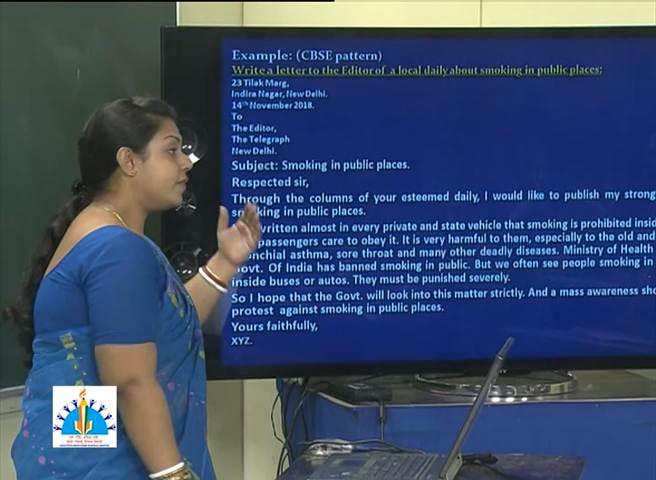 Example: (CBSE pattern)
Write a letter to the Editor of a local daily about smoking in public places:
23 Tilak Marg,
Indira Nagar, New Delhi.
14th November 2018.
To
The Editor,
The Telegraph
New Delhi.
Subject: Smoking in public places.
Respected sir,
Through the columns of your esteemed daily, I would like to publish my strong
smoking in public places.
written almost in every private and state vehicle that smoking is prohibited insid
passengers care to obey it. It is very harmful to them, especially to the old and
onchial asthma, sore throat and many other deadly diseases. Ministry of Health
Govt. Of India has banned smoking in public. But we often see people smoking in
inside buses or autos. They must be punished severely.
So I hope that the Govt. will look into this matter strictly. And a mass awareness sho
protest against smoking in public places.
Yours faithfully,
XYZ.